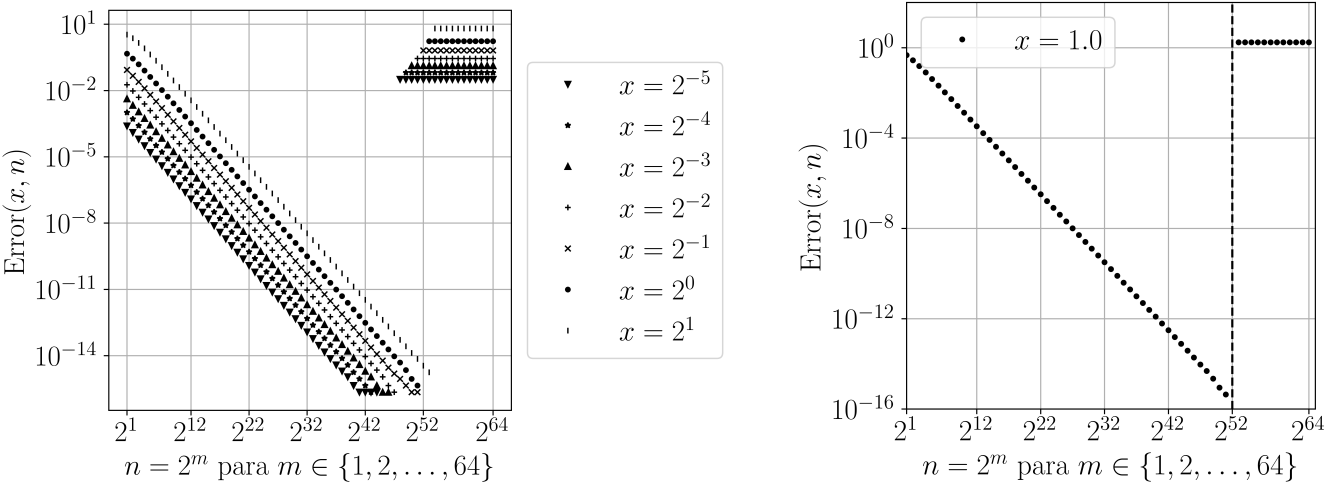 Error(x, n)
10^1
10^−2
10^−5
10^−8
10^−11
10^−14
2^1 2^12 2^22 2^32 2^42 2^52 2^64
n = 2^m para m ∈ {1, 2, . . . , 64}
x = 2^−5
x = 2^−4
x = 2^−3
x = 2^−2
x = 2^−1
x = 2^0
x = 2^1
Error(x, n)
10^0
10^−4
10^−8
10^−12
10^−16
x = 1.0
2^1 2^12 2^22 2^32 2^42 2^52 2^64
n = 2^m para m ∈ {1, 2, . . . , 64}